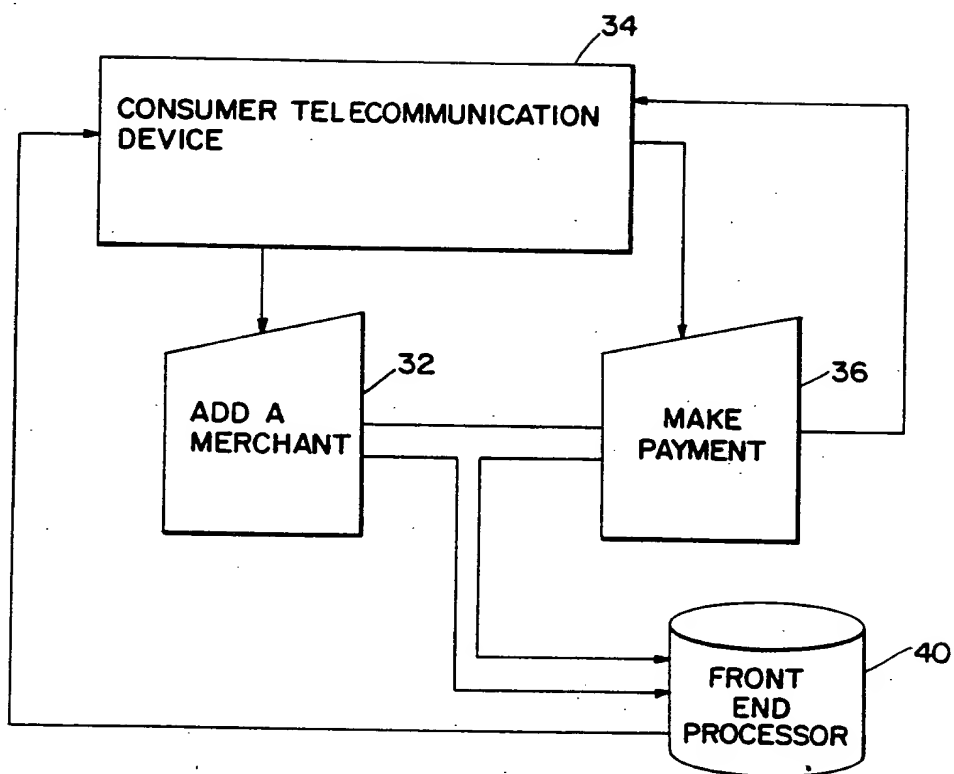 34
CONSUMER TELECOMMUNICATION
DEVICE
32
ADD A
MERCHANT
36
MAKE
PAYMENT
40
FRONT
END
PROCESSOR